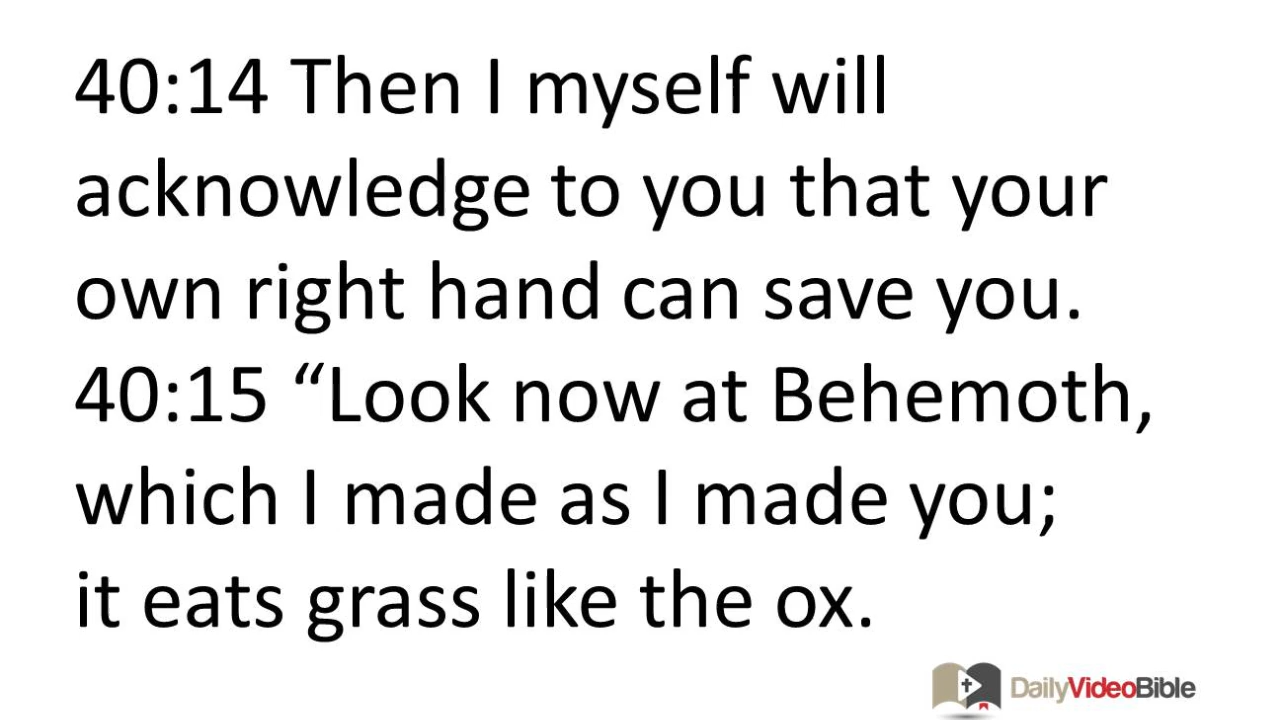 40:14 Then I myself will
acknowledge to you that your
own right hand can save you.
40:15 “Look now at Behemoth,
which I made as I made you;
it eats grass like the ox.
DailyVideoBible